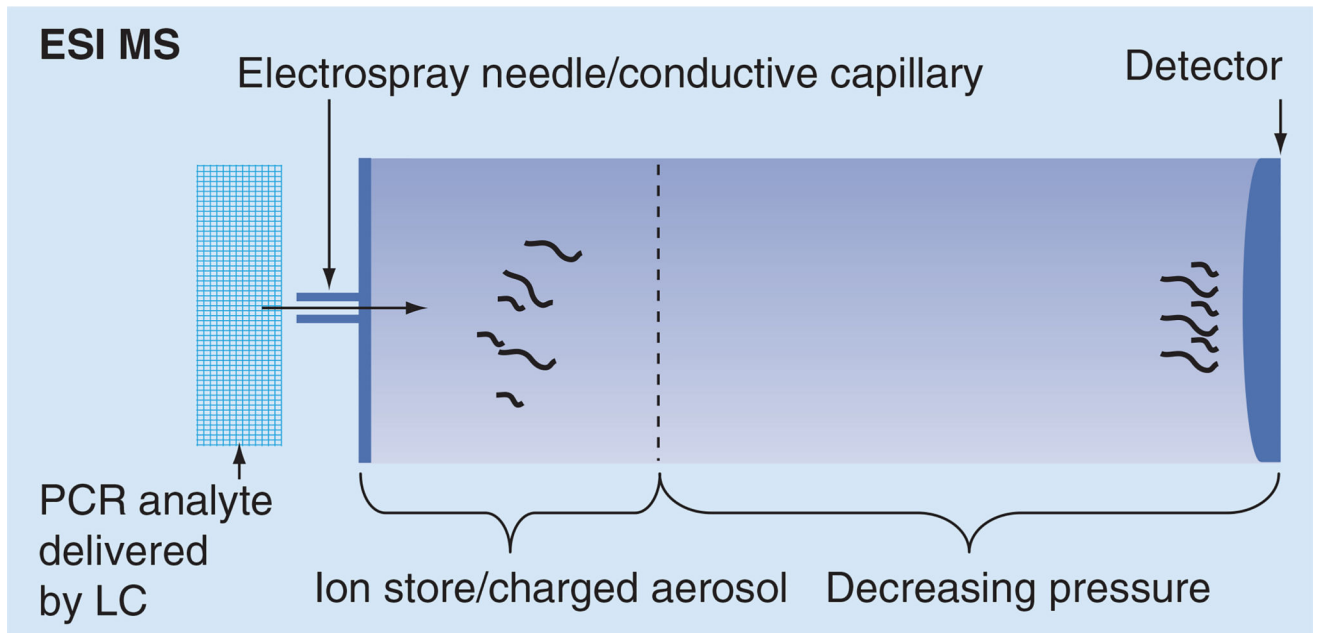 ESI MS
Electrospray needle/conductive capillary
Detector
PCR analyte
delivered
by LC
Ion store/charged aerosol
Decreasing pressure